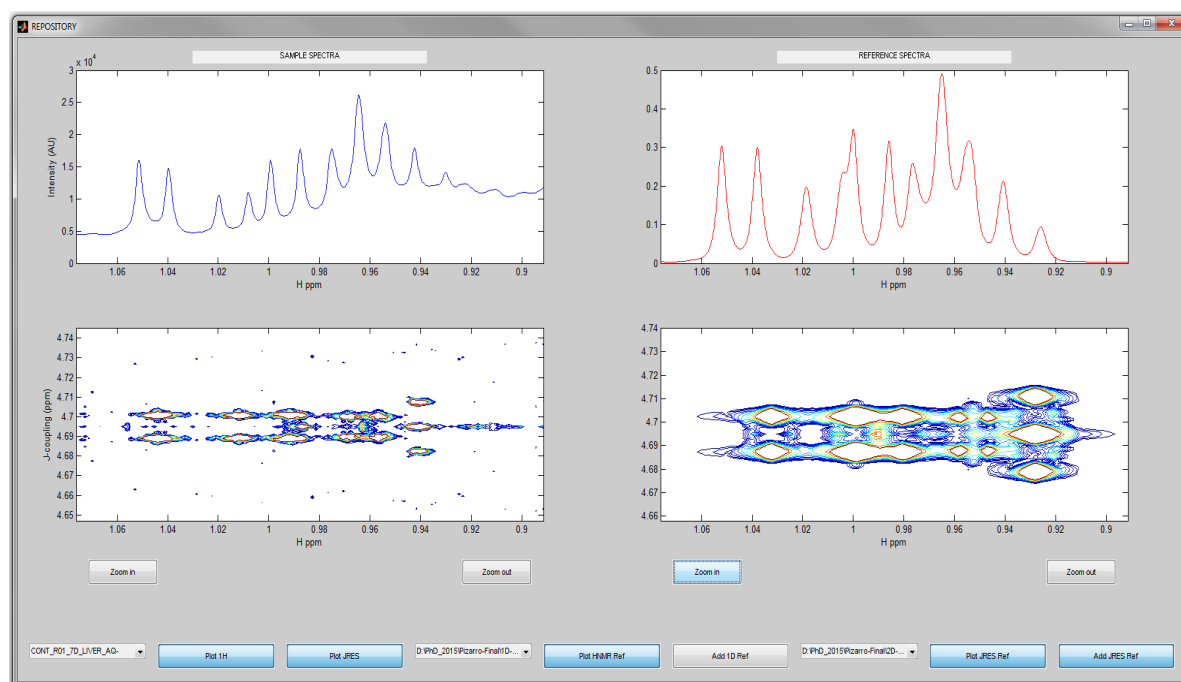 REPOSITORY
SAMPLE SPECTRA
REFERENCE SPECTRA
× 10⁴
3
2.5
2
1.5
1
0.5
0
Intensity (AU)
1.06 1.04 1.02 1 0.98 0.96 0.94 0.92 0.9
H ppm
0.5
0.4
0.3
0.2
0.1
0
1.06 1.04 1.02 1 0.98 0.96 0.94 0.92 0.9
H ppm
4.74
4.73
4.72
4.71
4.7
4.69
4.68
4.67
4.66
4.65
J-coupling (ppm)
1.06 1.04 1.02 1 0.98 0.96 0.94 0.92 0.9
H ppm
4.74
4.73
4.72
4.71
4.7
4.69
4.68
4.67
4.66
1.06 1.04 1.02 1 0.98 0.96 0.94 0.92 0.9
H ppm
Zoom in
Zoom out
Zoom in
Zoom out
CONT_R01_7D_LIVER_AQ-
Plot 1H
Plot JRES
D:\PhD_2015\Pizarro-Final\1D-...
Plot HNMR Ref
Add 1D Ref
D:\PhD_2015\Pizarro-Final\2D-...
Plot JRES Ref
Add JRES Ref